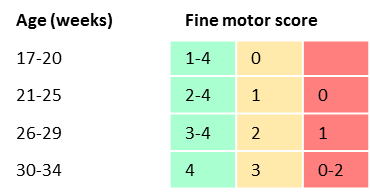 Age (weeks) Fine motor score
17-20 1-4 0
21-25 2-4 1 0
26-29 3-4 2 1
30-34 4 3 0-2